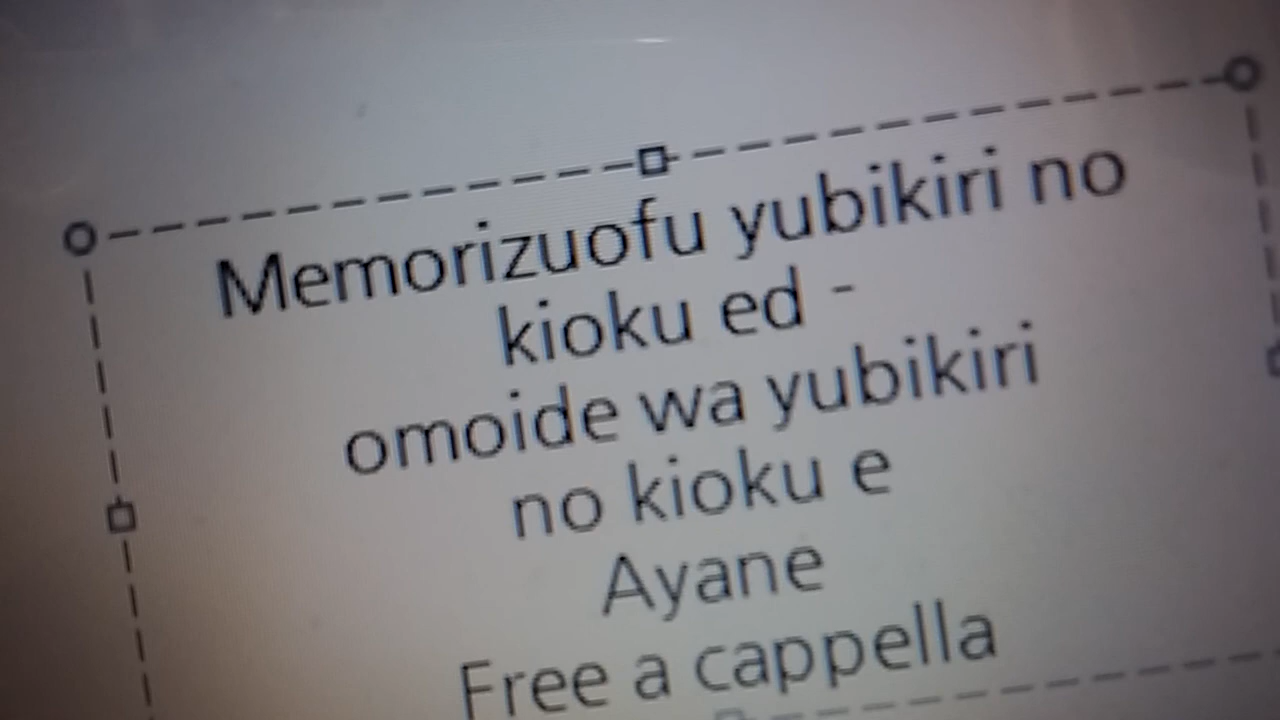 Memorizuofu yubikiri no
kioku ed -
omoide wa yubikiri
no kioku e
Ayane
Free a cappella